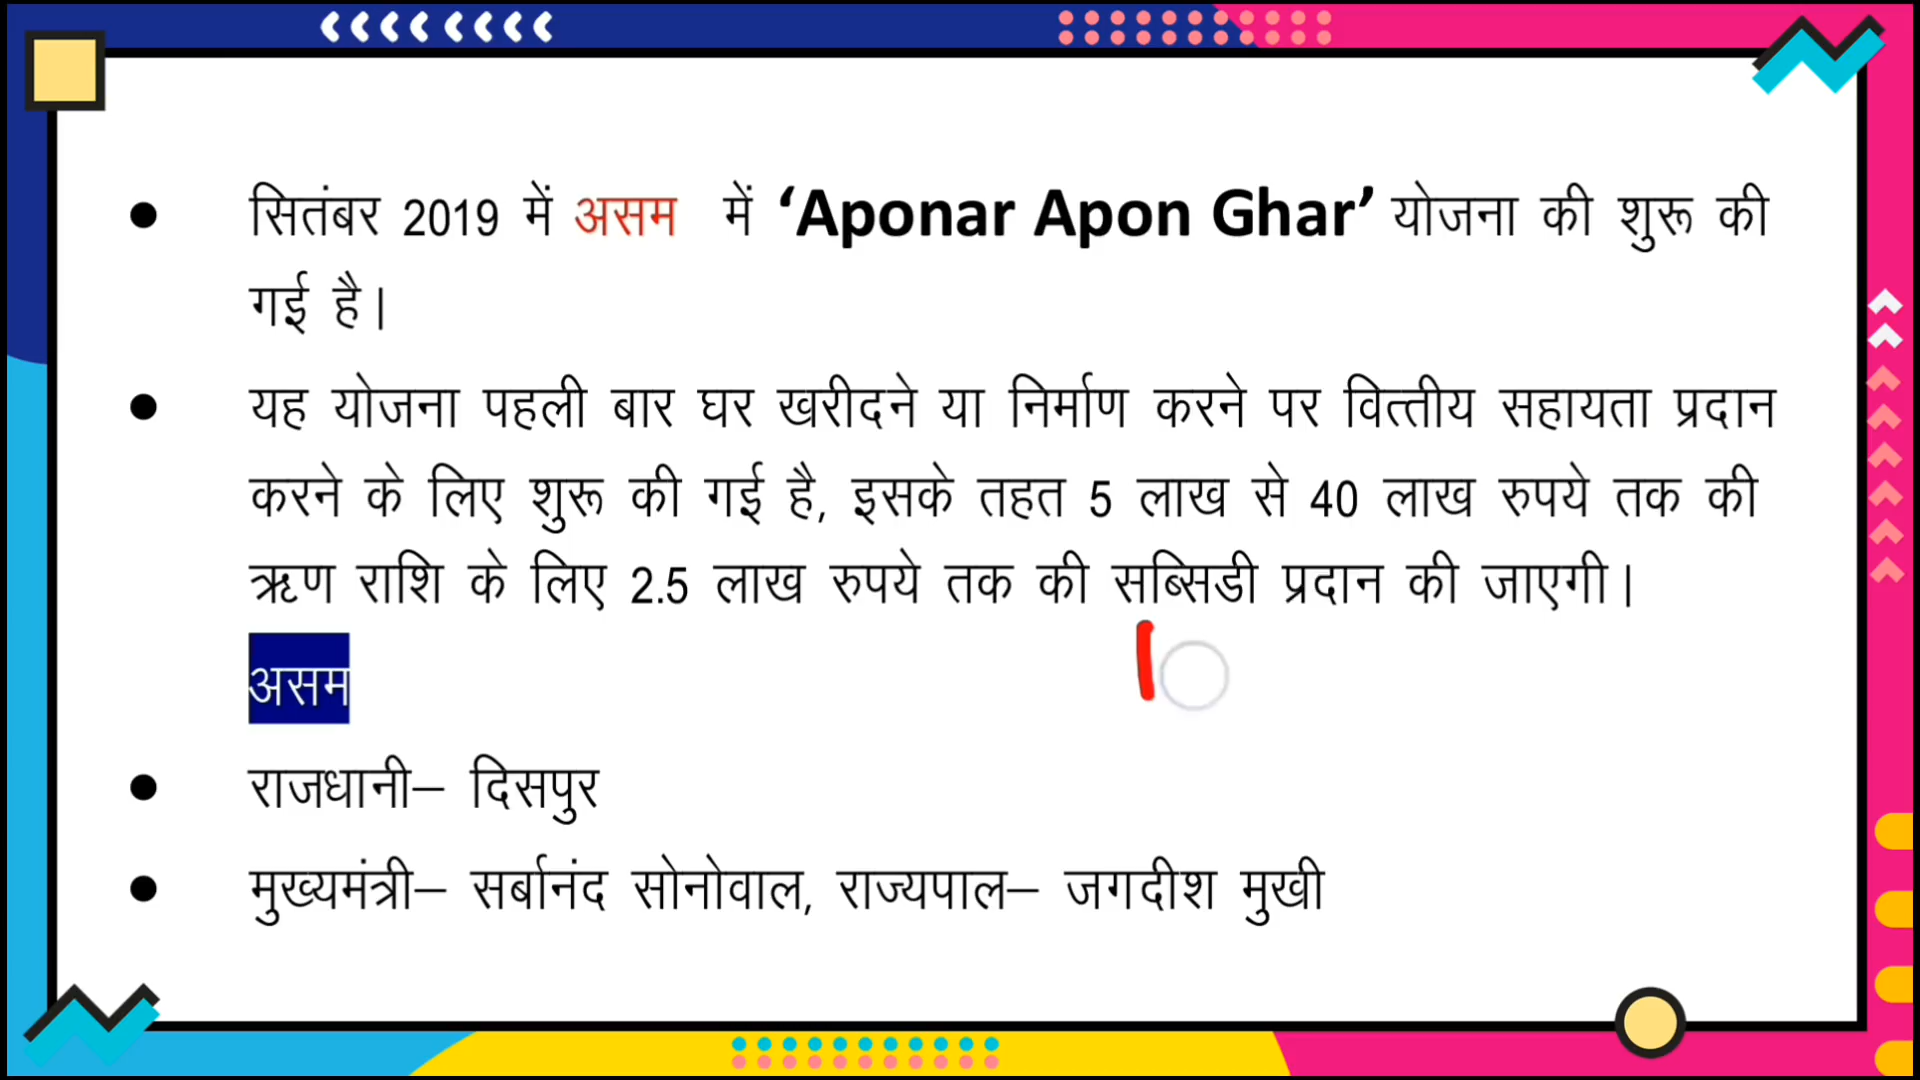 सितंबर 2019 में असम में ‘Aponar Apon Ghar’ योजना की शुरू की
गई है।
यह योजना पहली बार घर खरीदने या निर्माण करने पर वित्तीय सहायता प्रदान
करने के लिए शुरू की गई है, इसके तहत 5 लाख से 40 लाख रुपये तक की
ऋण राशि के लिए 2.5 लाख रुपये तक की सब्सिडी प्रदान की जाएगी।
असम
राजधानी– दिसपुर
मुख्यमंत्री– सर्बानंद सोनोवाल, राज्यपाल– जगदीश मुखी